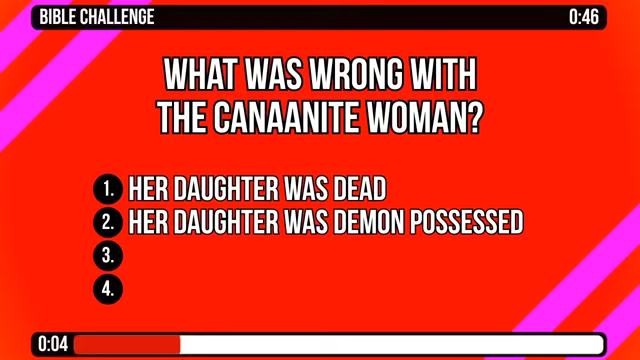 BIBLE CHALLENGE
0:46
WHAT WAS WRONG WITH
THE CANAANITE WOMAN?
1. HER DAUGHTER WAS DEAD
2. HER DAUGHTER WAS DEMON POSSESSED
3.
4.
0:04